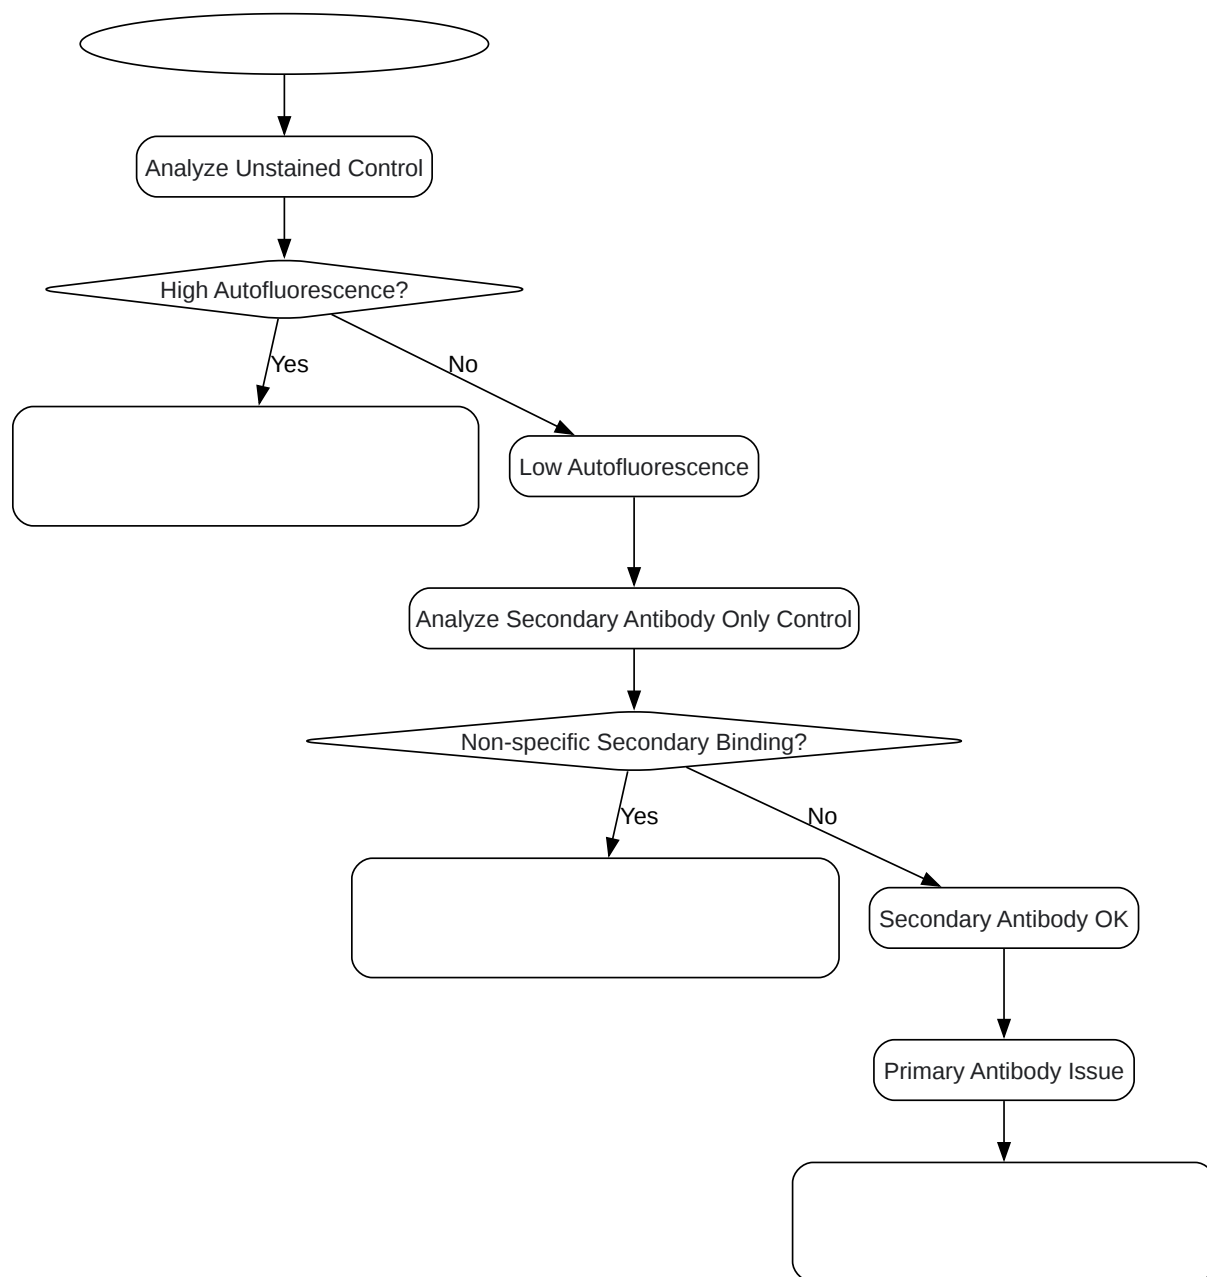 Analyze Unstained Control
High Autofluorescence?
Yes
No
Low Autofluorescence
Analyze Secondary Antibody Only Control
Non-specific Secondary Binding?
Yes
No
Secondary Antibody OK
Primary Antibody Issue